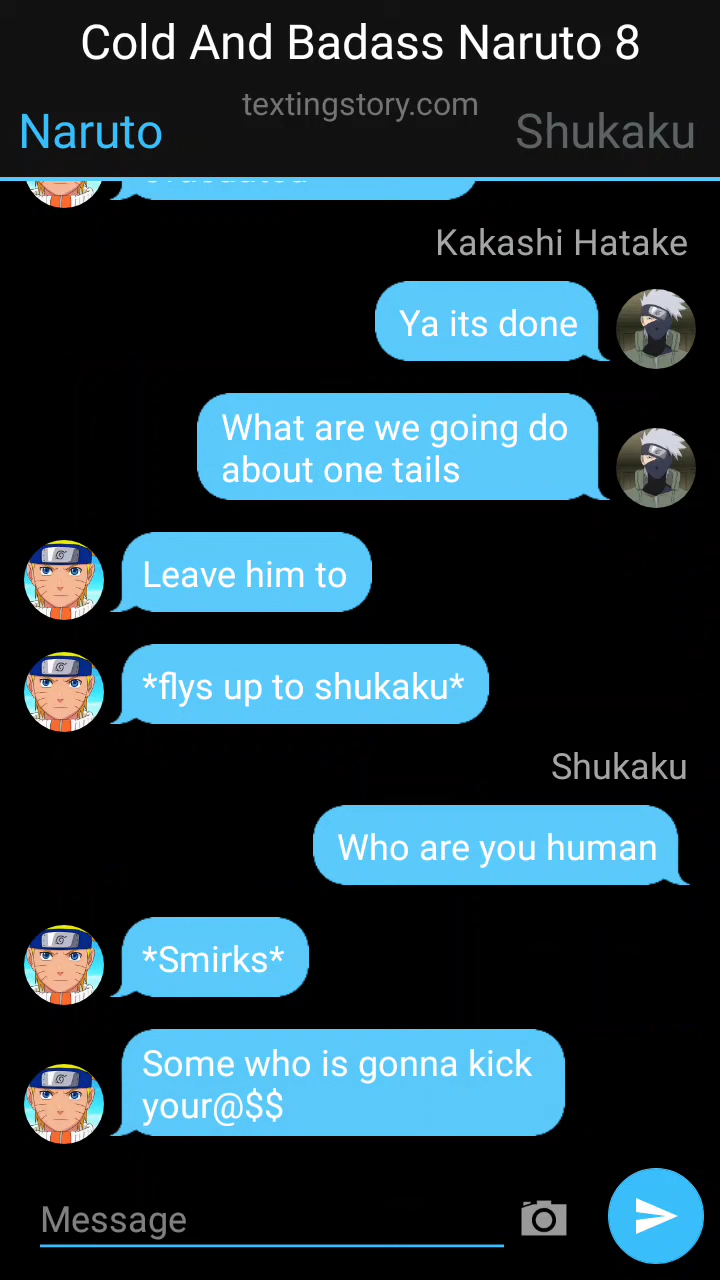 Cold And Badass Naruto 8
textingstory.com
Naruto
Shukaku
Kakashi Hatake
Ya its done
What are we going do
about one tails
Leave him to
*flys up to shukaku*
Shukaku
Who are you human
*Smirks*
Some who is gonna kick
your@$$
Message